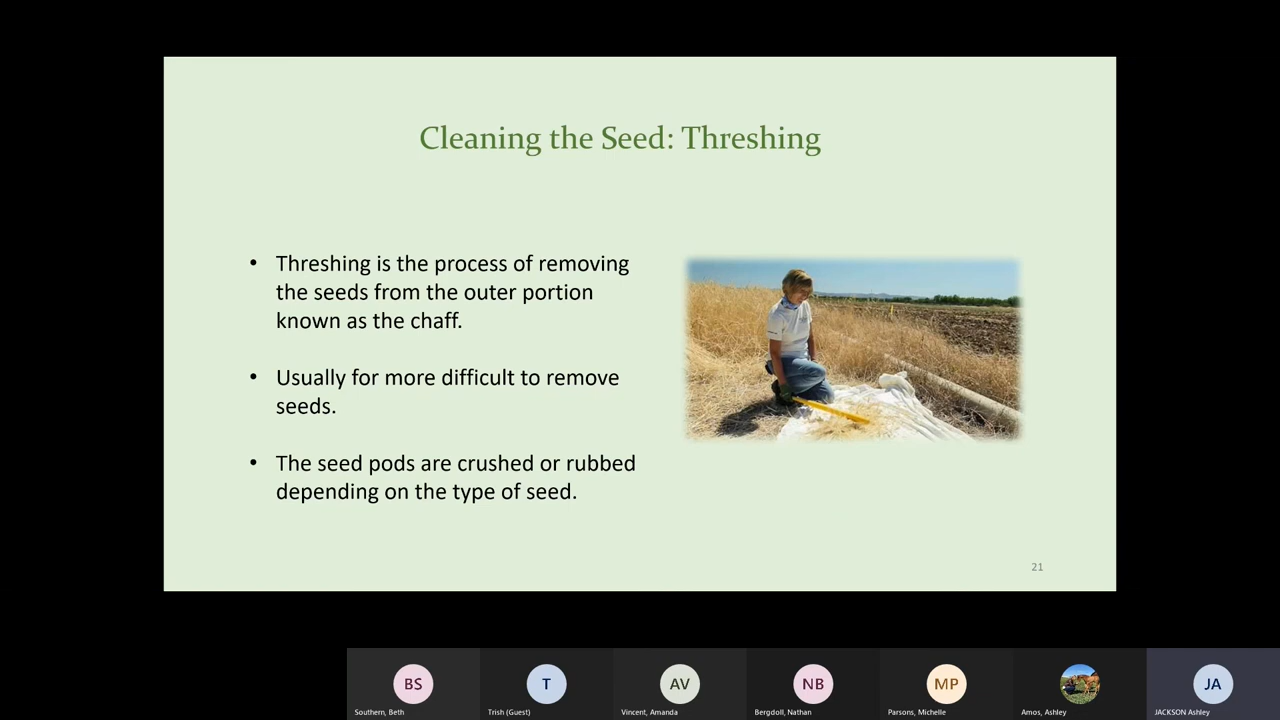 Cleaning the Seed: Threshing
• Threshing is the process of removing
the seeds from the outer portion
known as the chaff.
• Usually for more difficult to remove
seeds.
• The seed pods are crushed or rubbed
depending on the type of seed.
21
BS
T
AV
NB
MP
JA
Southern, Beth
Trish (Guest)
Vincent, Amanda
Bergdoll, Nathan
Parsons, Michelle
Amos, Ashley
JACKSON Ashley